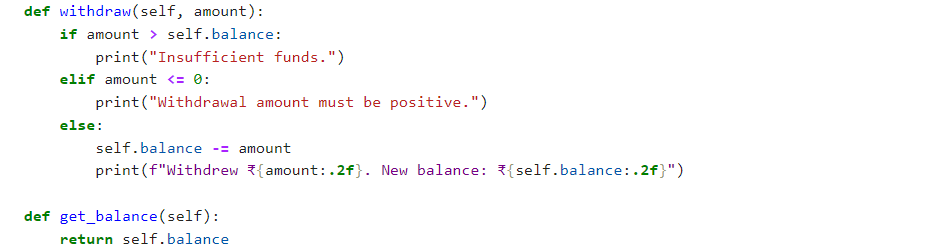 def withdraw(self, amount):
    if amount > self.balance:
        print("Insufficient funds.")
    elif amount <= 0:
        print("Withdrawal amount must be positive.")
    else:
        self.balance -= amount
        print(f"Withdrew ₹{amount:.2f}. New balance: ₹{self.balance:.2f}")

def get_balance(self):
    return self.balance